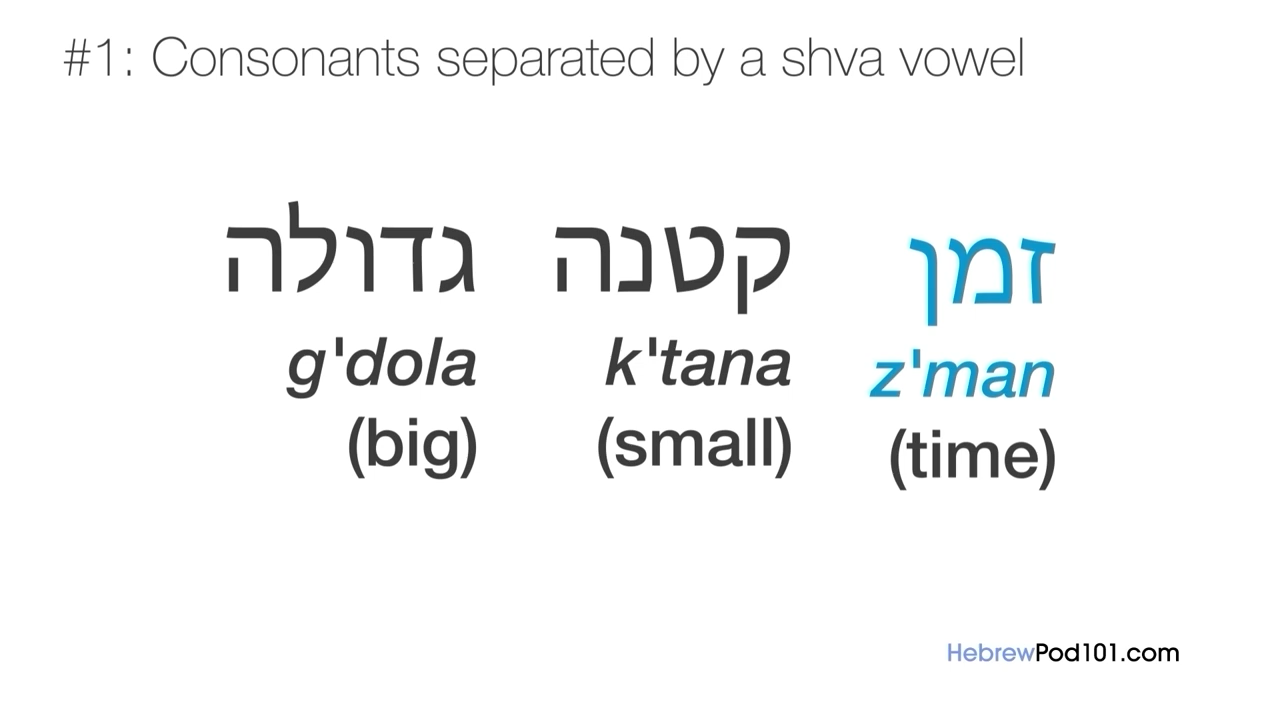 #1: Consonants separated by a shva vowel
זמן
z'man
(time)
קטנה
k'tana
(small)
גדולה
g'dola
(big)
HebrewPod101.com